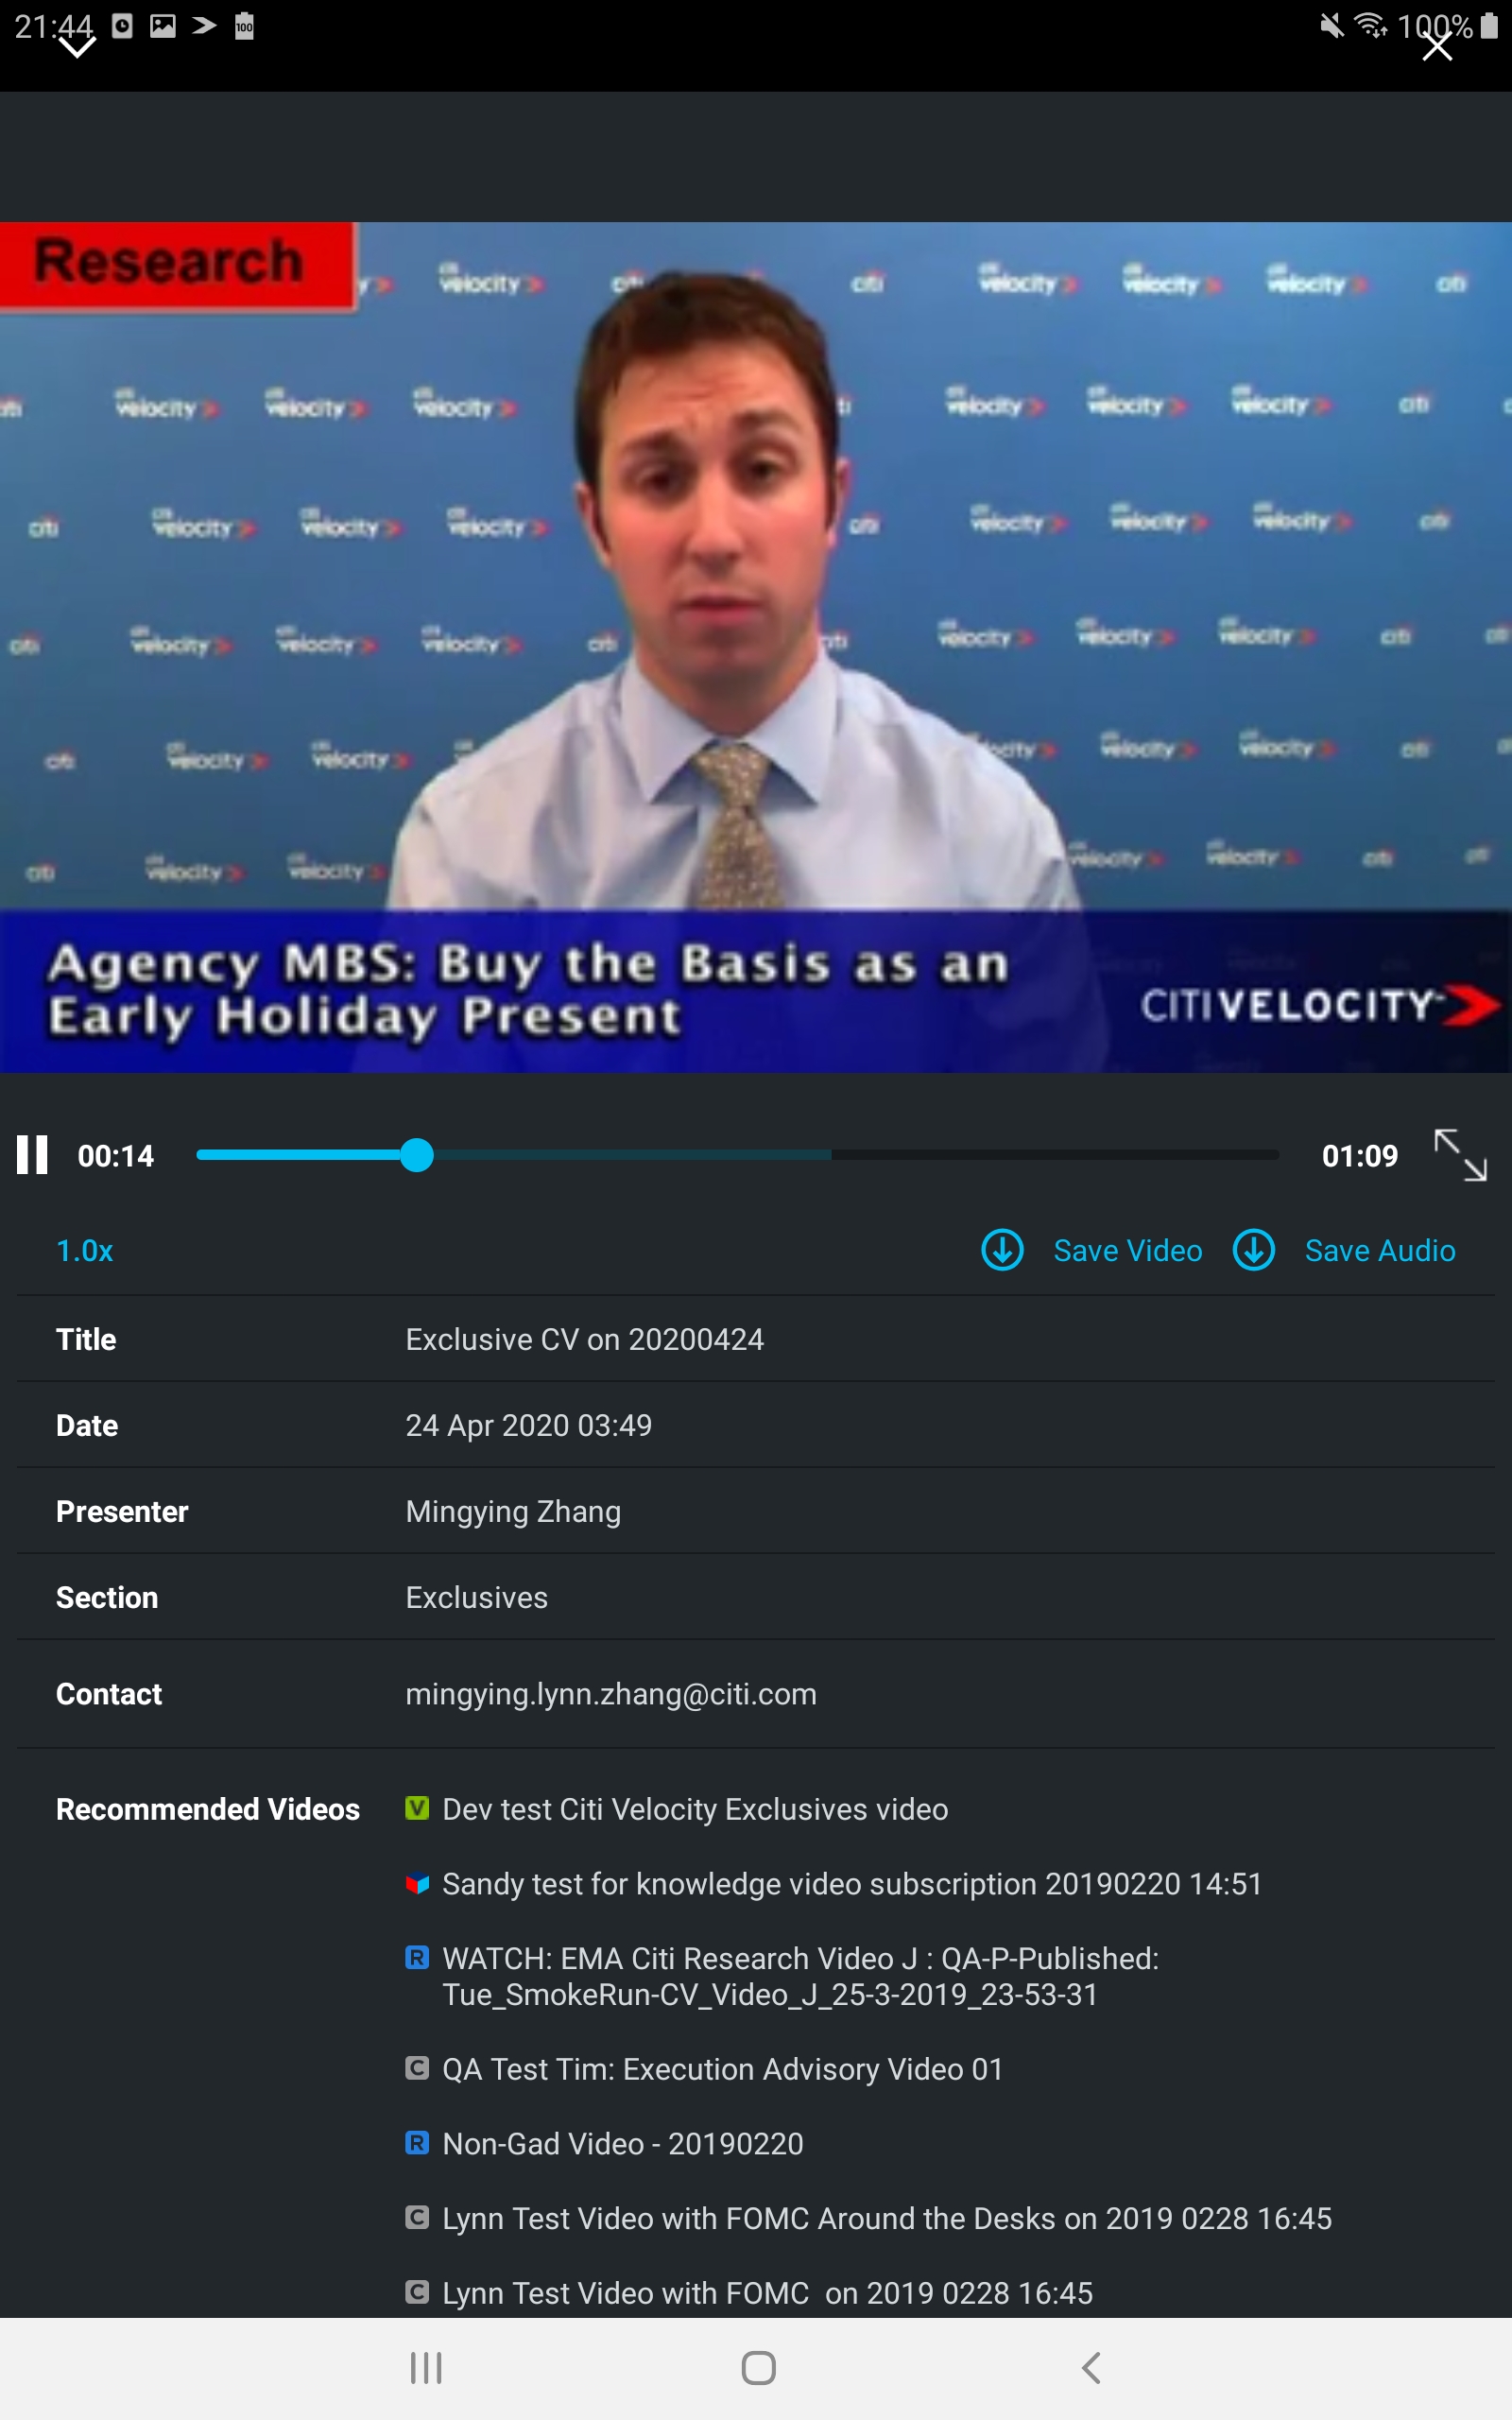 21:44
100
100%
Research
citi velocity
Agency MBS: Buy the Basis as an
Early Holiday Present
CITIVELOCITY
00:14
01:09
1.0x
Save Video
Save Audio
Title
Exclusive CV on 20200424
Date
24 Apr 2020 03:49
Presenter
Mingying Zhang
Section
Exclusives
Contact
mingying.lynn.zhang@citi.com
Recommended Videos
V Dev test Citi Velocity Exclusives video
Sandy test for knowledge video subscription 20190220 14:51
R WATCH: EMA Citi Research Video J : QA-P-Published:
Tue_SmokeRun-CV_Video_J_25-3-2019_23-53-31
C QA Test Tim: Execution Advisory Video 01
R Non-Gad Video - 20190220
C Lynn Test Video with FOMC Around the Desks on 2019 0228 16:45
C Lynn Test Video with FOMC  on 2019 0228 16:45